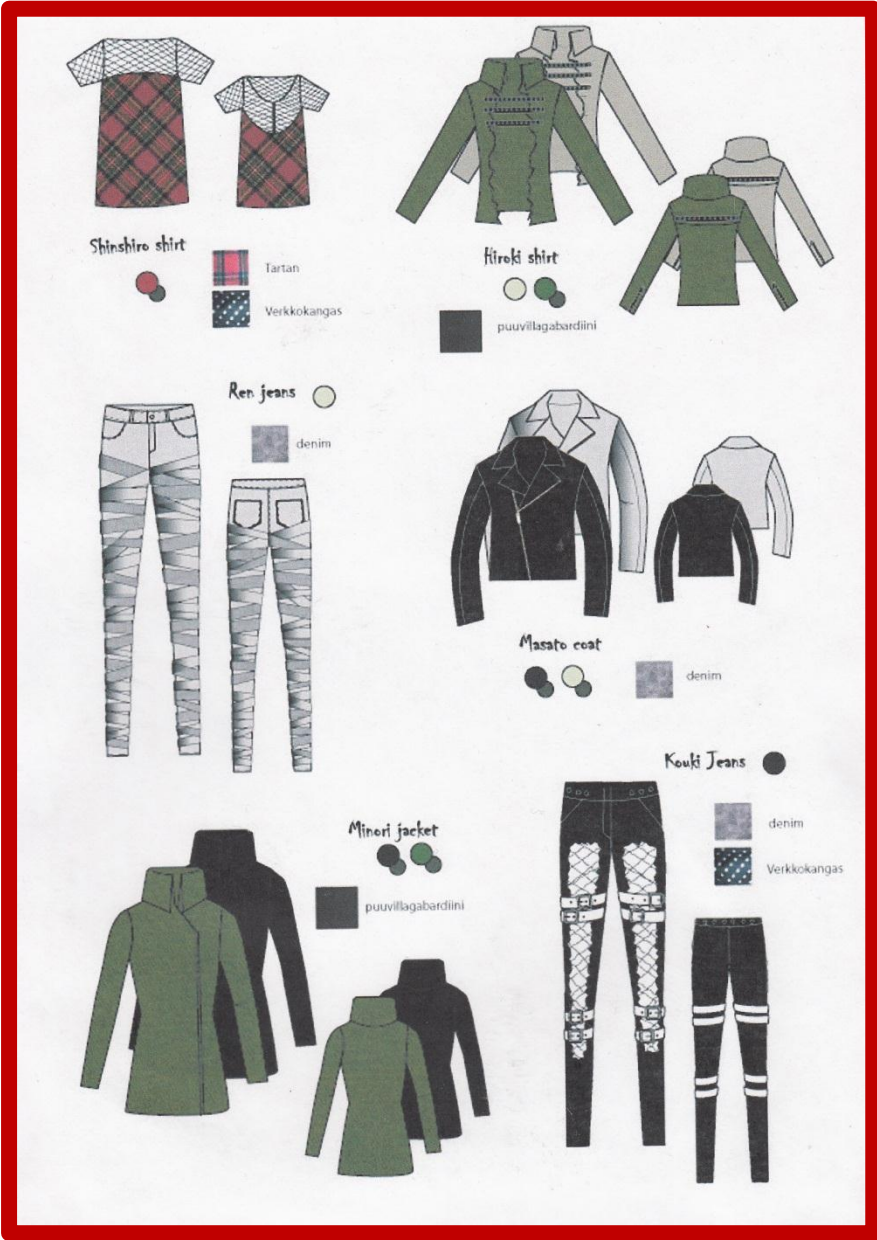 Shinshiro shirt
Tartan
Verkkokangas
Hiroki shirt
puuvillagabardiini
Ren jeans
denim
Masato coat
denim
Kouki Jeans
denim
Verkkokangas
Minori jacket
puuvillagabardiini